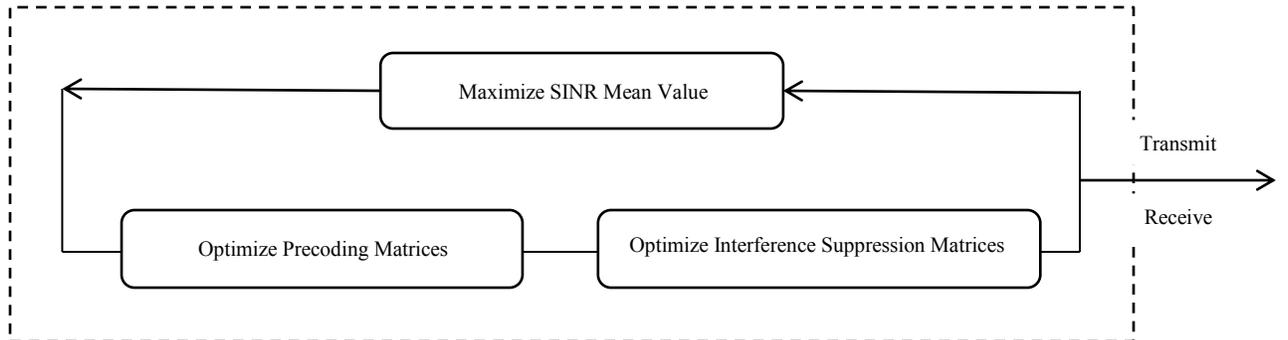 Maximize SINR Mean Value
Transmit
Receive
Optimize Precoding Matrices
Optimize Interference Suppression Matrices